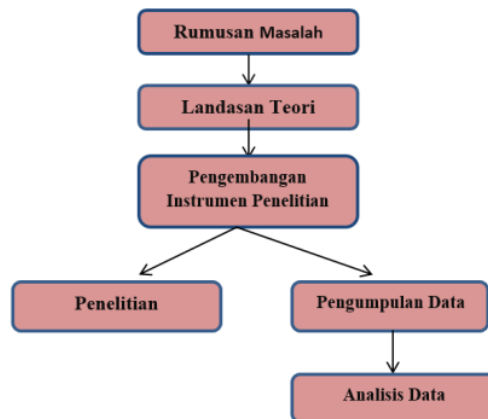 Rumusan Masalah
Landasan Teori
Pengembangan
Instrumen Penelitian
Penelitian
Pengumpulan Data
Analisis Data